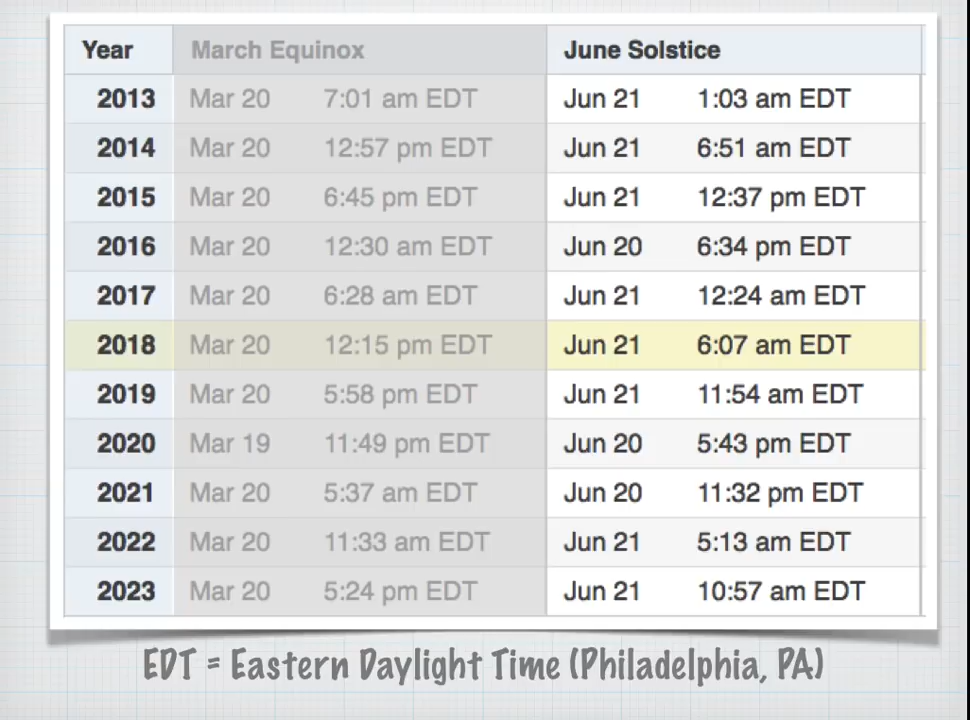 Year March Equinox June Solstice
2013 Mar 20 7:01 am EDT Jun 21 1:03 am EDT
2014 Mar 20 12:57 pm EDT Jun 21 6:51 am EDT
2015 Mar 20 6:45 pm EDT Jun 21 12:37 pm EDT
2016 Mar 20 12:30 am EDT Jun 20 6:34 pm EDT
2017 Mar 20 6:28 am EDT Jun 21 12:24 am EDT
2018 Mar 20 12:15 pm EDT Jun 21 6:07 am EDT
2019 Mar 20 5:58 pm EDT Jun 21 11:54 am EDT
2020 Mar 19 11:49 pm EDT Jun 20 5:43 pm EDT
2021 Mar 20 5:37 am EDT Jun 20 11:32 pm EDT
2022 Mar 20 11:33 am EDT Jun 21 5:13 am EDT
2023 Mar 20 5:24 pm EDT Jun 21 10:57 am EDT
EDT = Eastern Daylight Time (Philadelphia, PA)